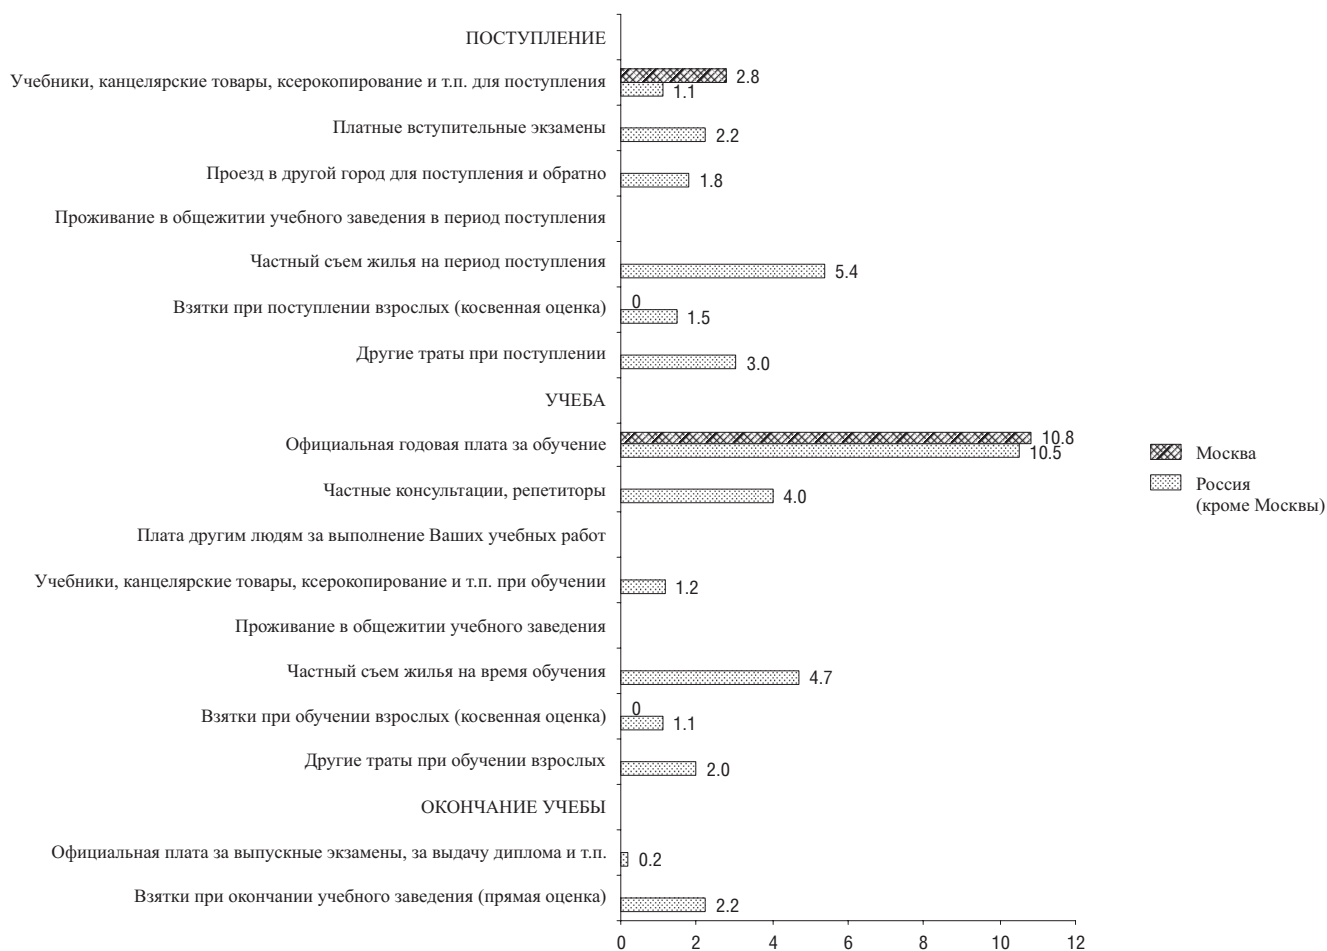 ПОСТУПЛЕНИЕ
Учебники, канцелярские товары, ксерокопирование и т.п. для поступления
2.8
1.1
Платные вступительные экзамены
2.2
Проезд в другой город для поступления и обратно
1.8
Проживание в общежитии учебного заведения в период поступления
Частный съем жилья на период поступления
5.4
Взятки при поступлении взрослых (косвенная оценка)
0
1.5
Другие траты при поступлении
3.0
УЧЕБА
Официальная годовая плата за обучение
10.8
10.5
Частные консультации, репетиторы
4.0
Плата другим людям за выполнение Ваших учебных работ
Учебники, канцелярские товары, ксерокопирование и т.п. при обучении
1.2
Проживание в общежитии учебного заведения
Частный съем жилья на время обучения
4.7
Взятки при обучении взрослых (косвенная оценка)
0
1.1
Другие траты при обучении взрослых
2.0
ОКОНЧАНИЕ УЧЕБЫ
Официальная плата за выпускные экзамены, за выдачу диплома и т.п.
0.2
Взятки при окончании учебного заведения (прямая оценка)
2.2
0 2 4 6 8 10 12
Москва
Россия
(кроме Москвы)